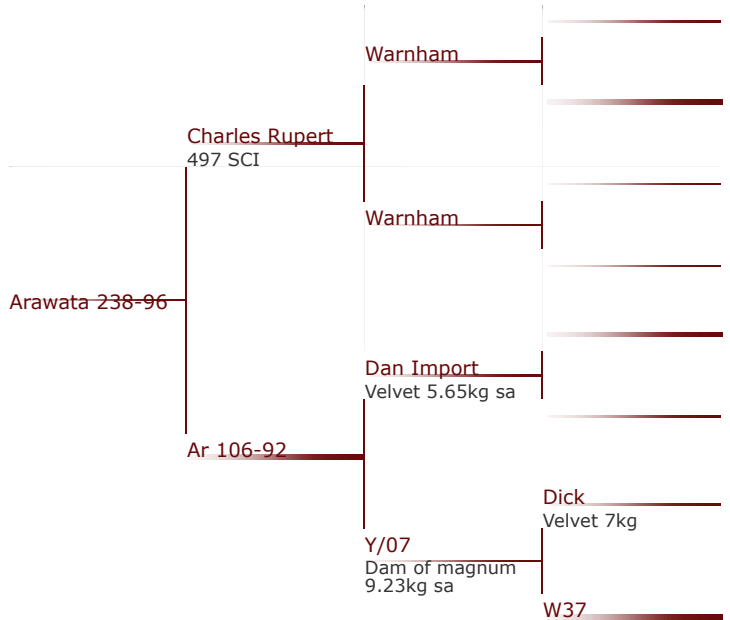 Warnham
Charles Rupert
497 SCI
Warnham
Arawata 238-96
Dan Import
Velvet 5.65kg sa
Ar 106-92
Dick
Velvet 7kg
Y/07
Dam of magnum
9.23kg sa
W37